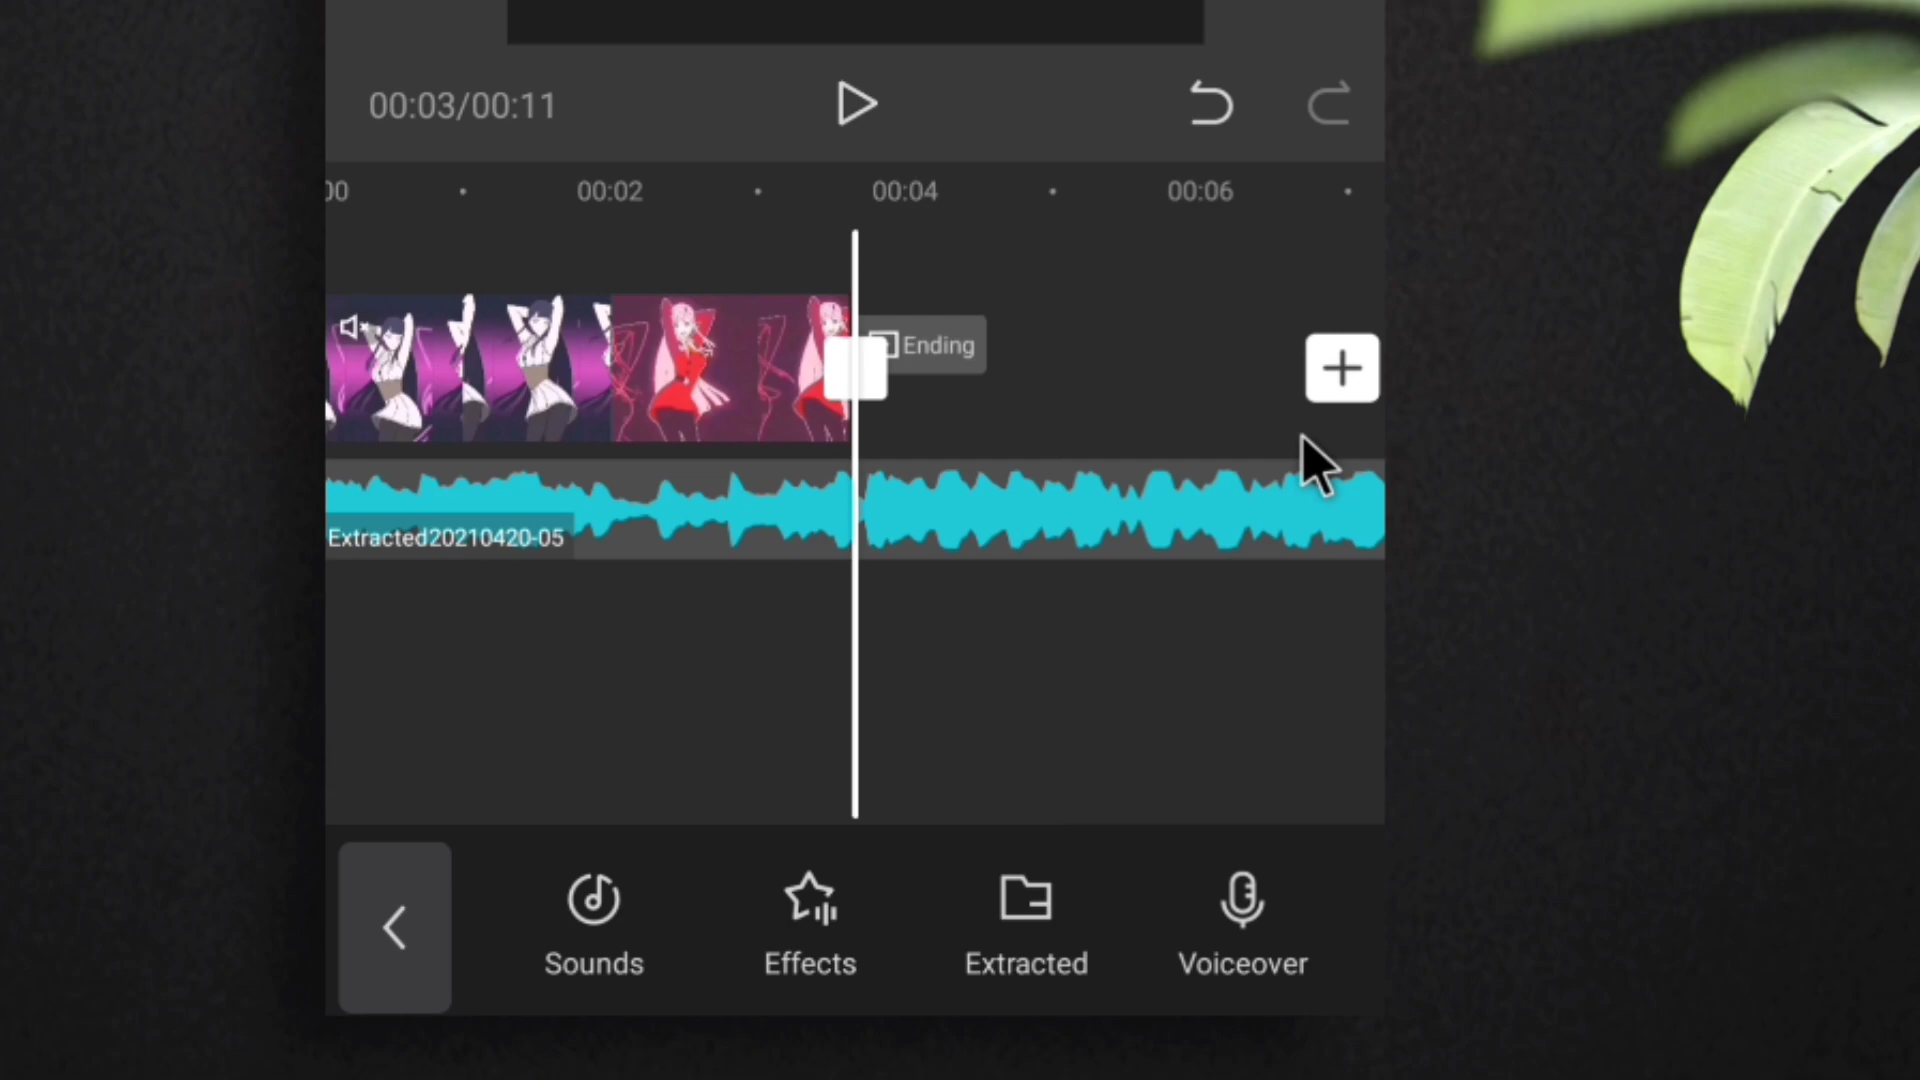 00:03/00:11
00 00:02 00:04 00:06
Ending
Extracted20210420-05
Sounds Effects Extracted Voiceover